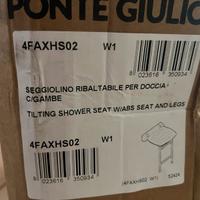 PONTE GIULIO
4FAXHS02 W1
8 023616 350934
SEGGIOLINO RIBALTABILE PER DOCCIA
C/GAMBE
TILTING SHOWER SEAT W/ABS SEAT AND LEGS
4FAXHS02 W1
8 023616 350934
(4FAXHS02 W1) 52424